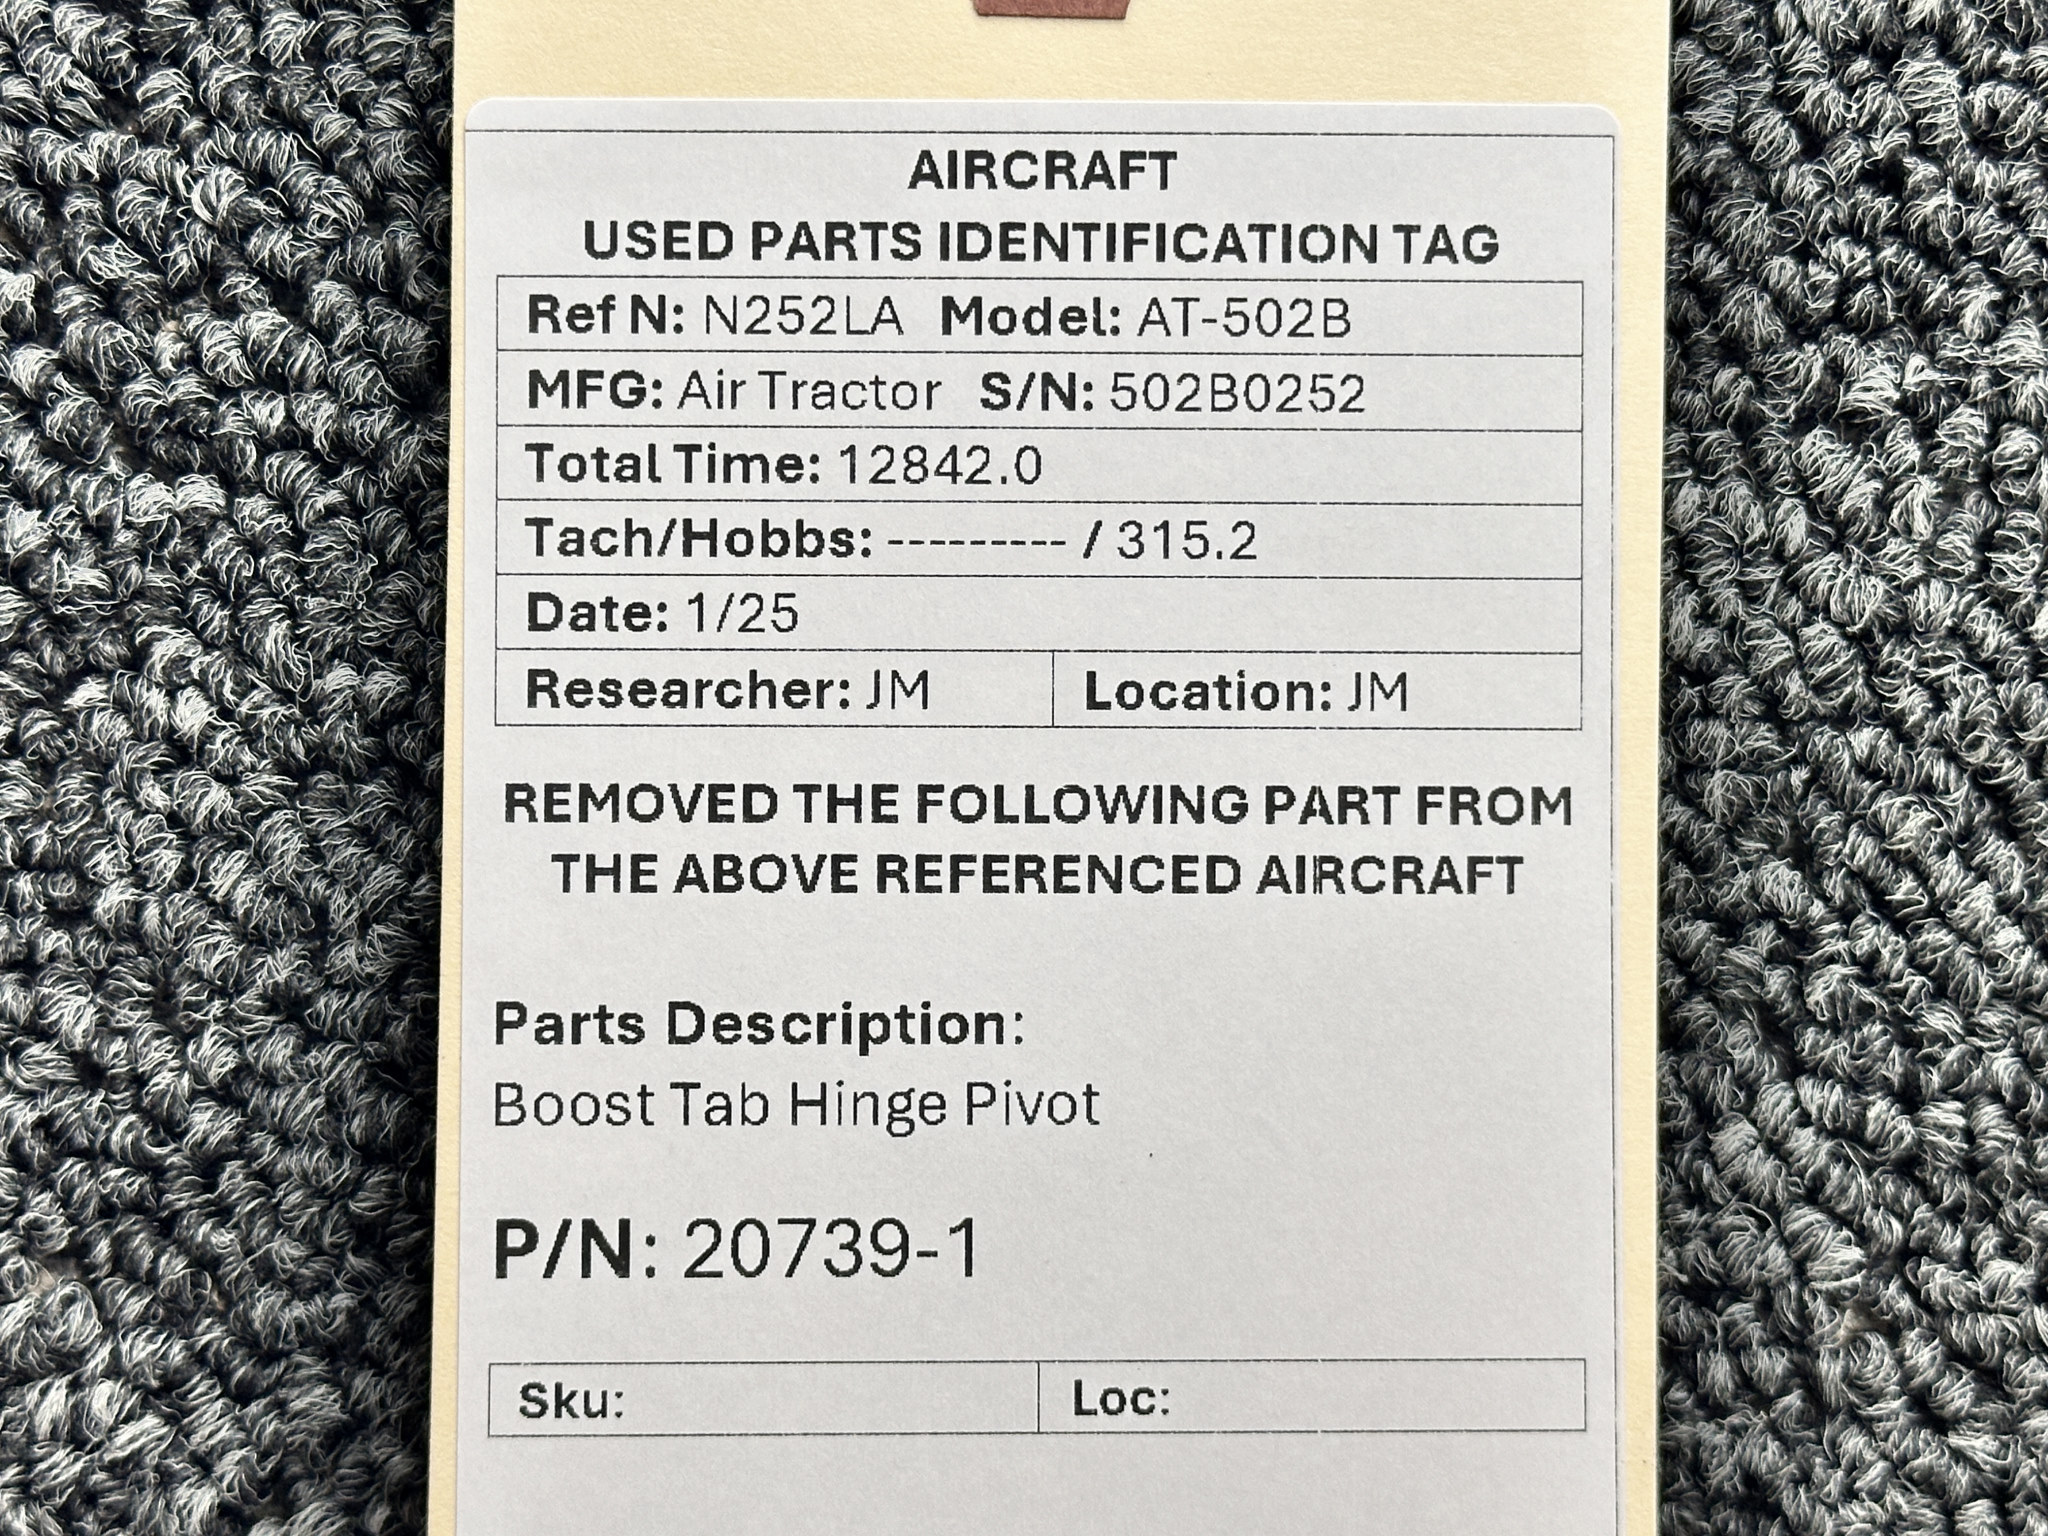 AIRCRAFT
USED PARTS IDENTIFICATION TAG
Ref N: N252LA Model: AT-502B
MFG: Air Tractor S/N: 502B0252
Total Time: 12842.0
Tach/Hobbs: --------- / 315.2
Date: 1/25
Researcher: JM Location: JM
REMOVED THE FOLLOWING PART FROM
THE ABOVE REFERENCED AIRCRAFT
Parts Description:
Boost Tab Hinge Pivot
P/N: 20739-1
Sku: Loc: